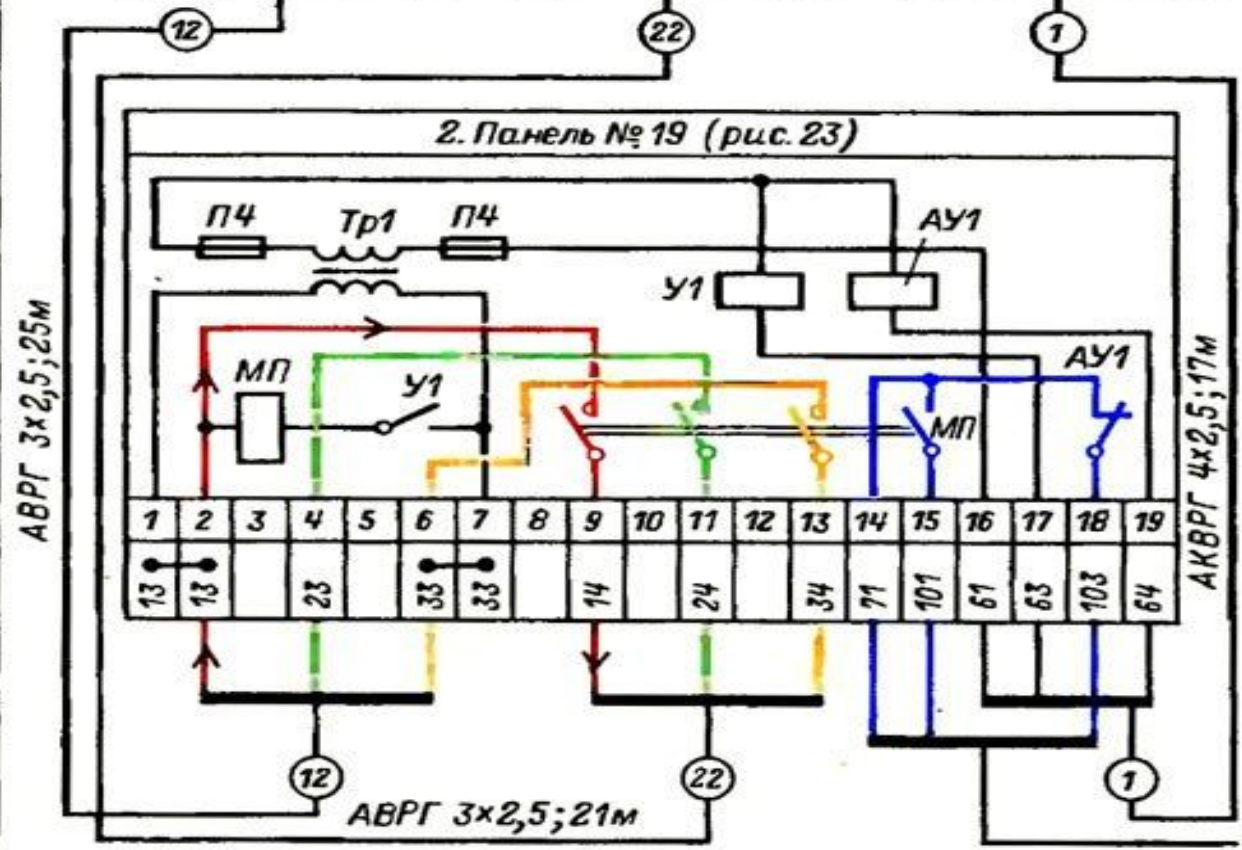 12
22
1
2. Панель № 19 (рис. 23)
П4
Тр1
П4
АУ1
У1
МП
У1
АУ1
МП
АВРГ 3×2,5; 25м
АКВРГ 4×2,5; 17м
1 2 3 4 5 6 7 8 9 10 11 12 13 14 15 16 17 18 19
13 13 23 33 33 14 24 34 71 101 61 63 103 64
12
22
1
АВРГ 3×2,5; 21м